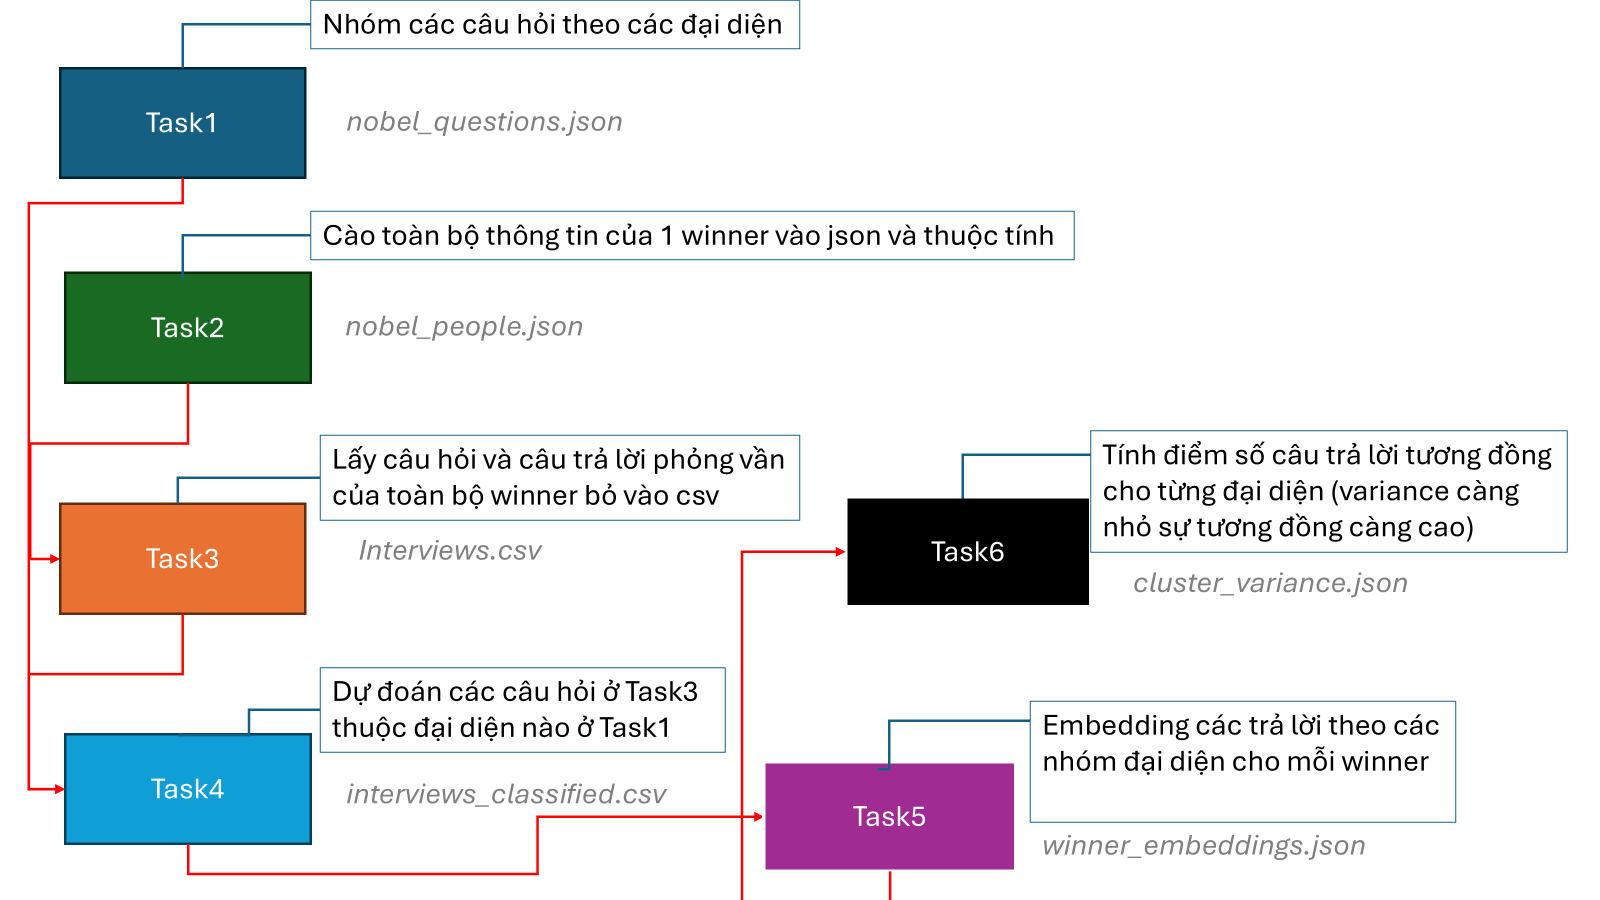 Nhóm các câu hỏi theo các đại diện
Task1
nobel_questions.json
Cào toàn bộ thông tin của 1 winner vào json và thuộc tính
Task2
nobel_people.json
Lấy câu hỏi và câu trả lời phỏng vần
của toàn bộ winner bỏ vào csv
Task3
Interviews.csv
Dự đoán các câu hỏi ở Task3
thuộc đại diện nào ở Task1
Task4
interviews_classified.csv
Tính điểm số câu trả lời tương đồng
cho từng đại diện (variance càng
nhỏ sự tương đồng càng cao)
Task6
cluster_variance.json
Embedding các trả lời theo các
nhóm đại diện cho mỗi winner
Task5
winner_embeddings.json